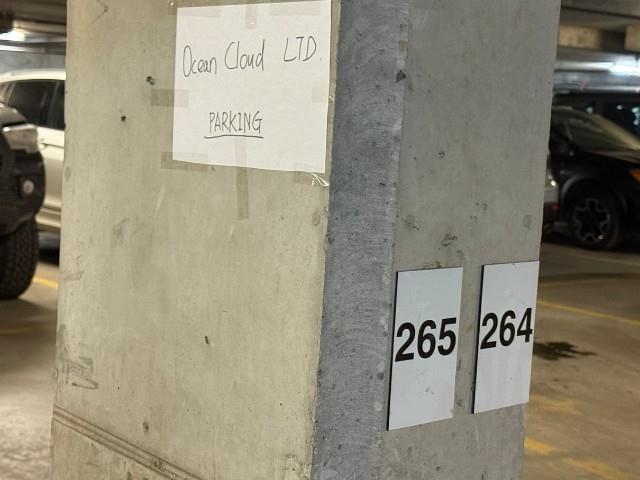 Ocean Cloud LTD.
PARKING
265 264